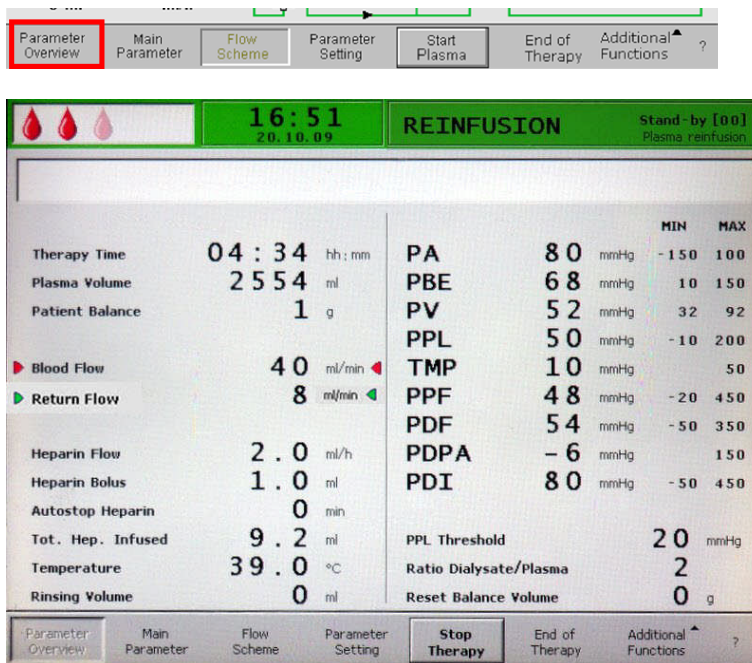 Parameter Overview Main Parameter Flow Scheme Parameter Setting Start Plasma End of Therapy Additional Functions ?
16:51
20.10.09
REINFUSION
Stand-by [00]
Plasma reinfusion
MIN MAX
Therapy Time 04:34 hh:mm
Plasma Volume 2554 ml
Patient Balance 1 g
Blood Flow 40 ml/min
Return Flow 8 ml/min
Heparin Flow 2.0 ml/h
Heparin Bolus 1.0 ml
Autostop Heparin 0 min
Tot. Hep. Infused 9.2 ml
Temperature 39.0 °C
Rinsing Volume 0 ml
PA 80 mmHg -150 100
PBE 68 mmHg 10 150
PV 52 mmHg 32 92
PPL 50 mmHg -10 200
TMP 10 mmHg 50
PPF 48 mmHg -20 450
PDF 54 mmHg -50 350
PDPA -6 mmHg 150
PDI 80 mmHg -50 450
PPL Threshold 20 mmHg
Ratio Dialysate/Plasma 2
Reset Balance Volume 0 g
Parameter Overview Main Parameter Flow Scheme Parameter Setting Stop Therapy End of Therapy Additional Functions ?